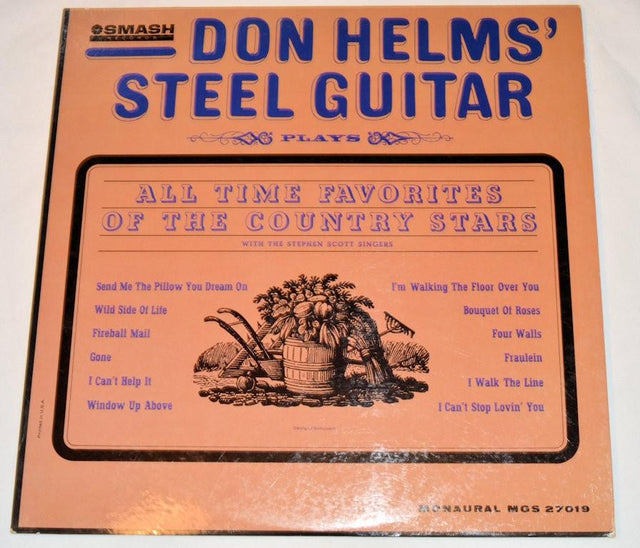 SMASH
RECORDS
DON HELMS'
STEEL GUITAR
PLAYS
ALL TIME FAVORITES
OF THE COUNTRY STARS
WITH THE STEPHEN SCOTT SINGERS
Send Me The Pillow You Dream On
Wild Side Of Life
Fireball Mail
Gone
I Can't Help It
Window Up Above
I'm Walking The Floor Over You
Bouquet Of Roses
Four Walls
Fraulein
I Walk The Line
I Can't Stop Lovin' You
PRINTED IN U.S.A.
MONAURAL MGS 27019